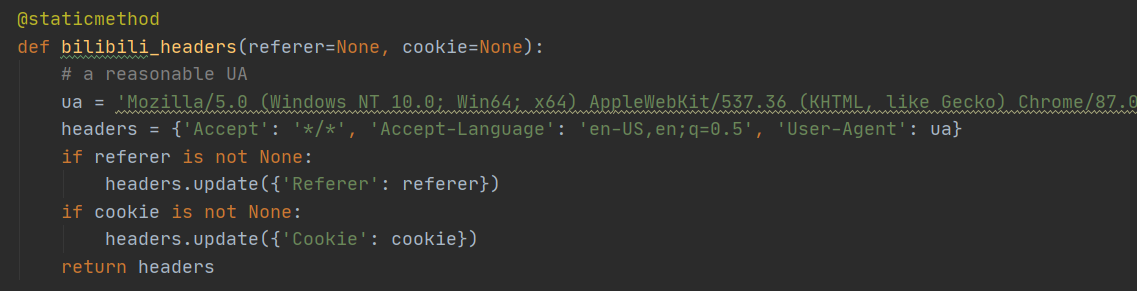 @staticmethod
def bilibili_headers(referer=None, cookie=None):
    # a reasonable UA
    ua = 'Mozilla/5.0 (Windows NT 10.0; Win64; x64) AppleWebKit/537.36 (KHTML, like Gecko) Chrome/87.0
    headers = {'Accept': '*/*', 'Accept-Language': 'en-US,en;q=0.5', 'User-Agent': ua}
    if referer is not None:
        headers.update({'Referer': referer})
    if cookie is not None:
        headers.update({'Cookie': cookie})
    return headers